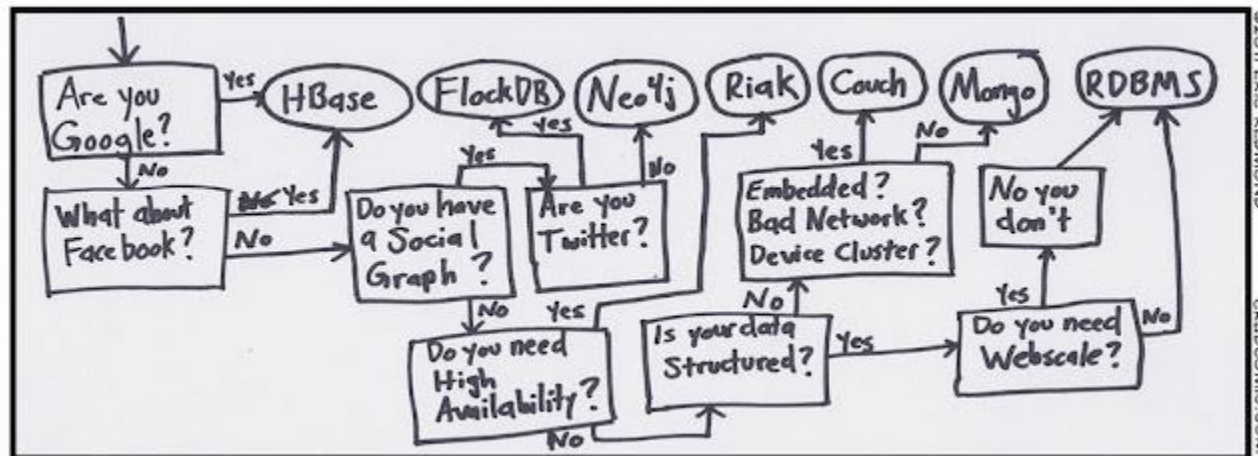 Are you
Google?
Yes
HBase
FlockDB
Neo4j
Riak
Couch
Mongo
RDBMS
No
What about
Facebook?
Yes
No
Do you have
a Social
Graph?
Yes
Are you
Twitter?
Yes
No
No
Do you need
High
Availability?
Yes
No
Is your data
Structured?
No
Yes
Embedded?
Bad Network?
Device Cluster?
Yes
No
Do you need
Webscale?
Yes
No
No you
don't